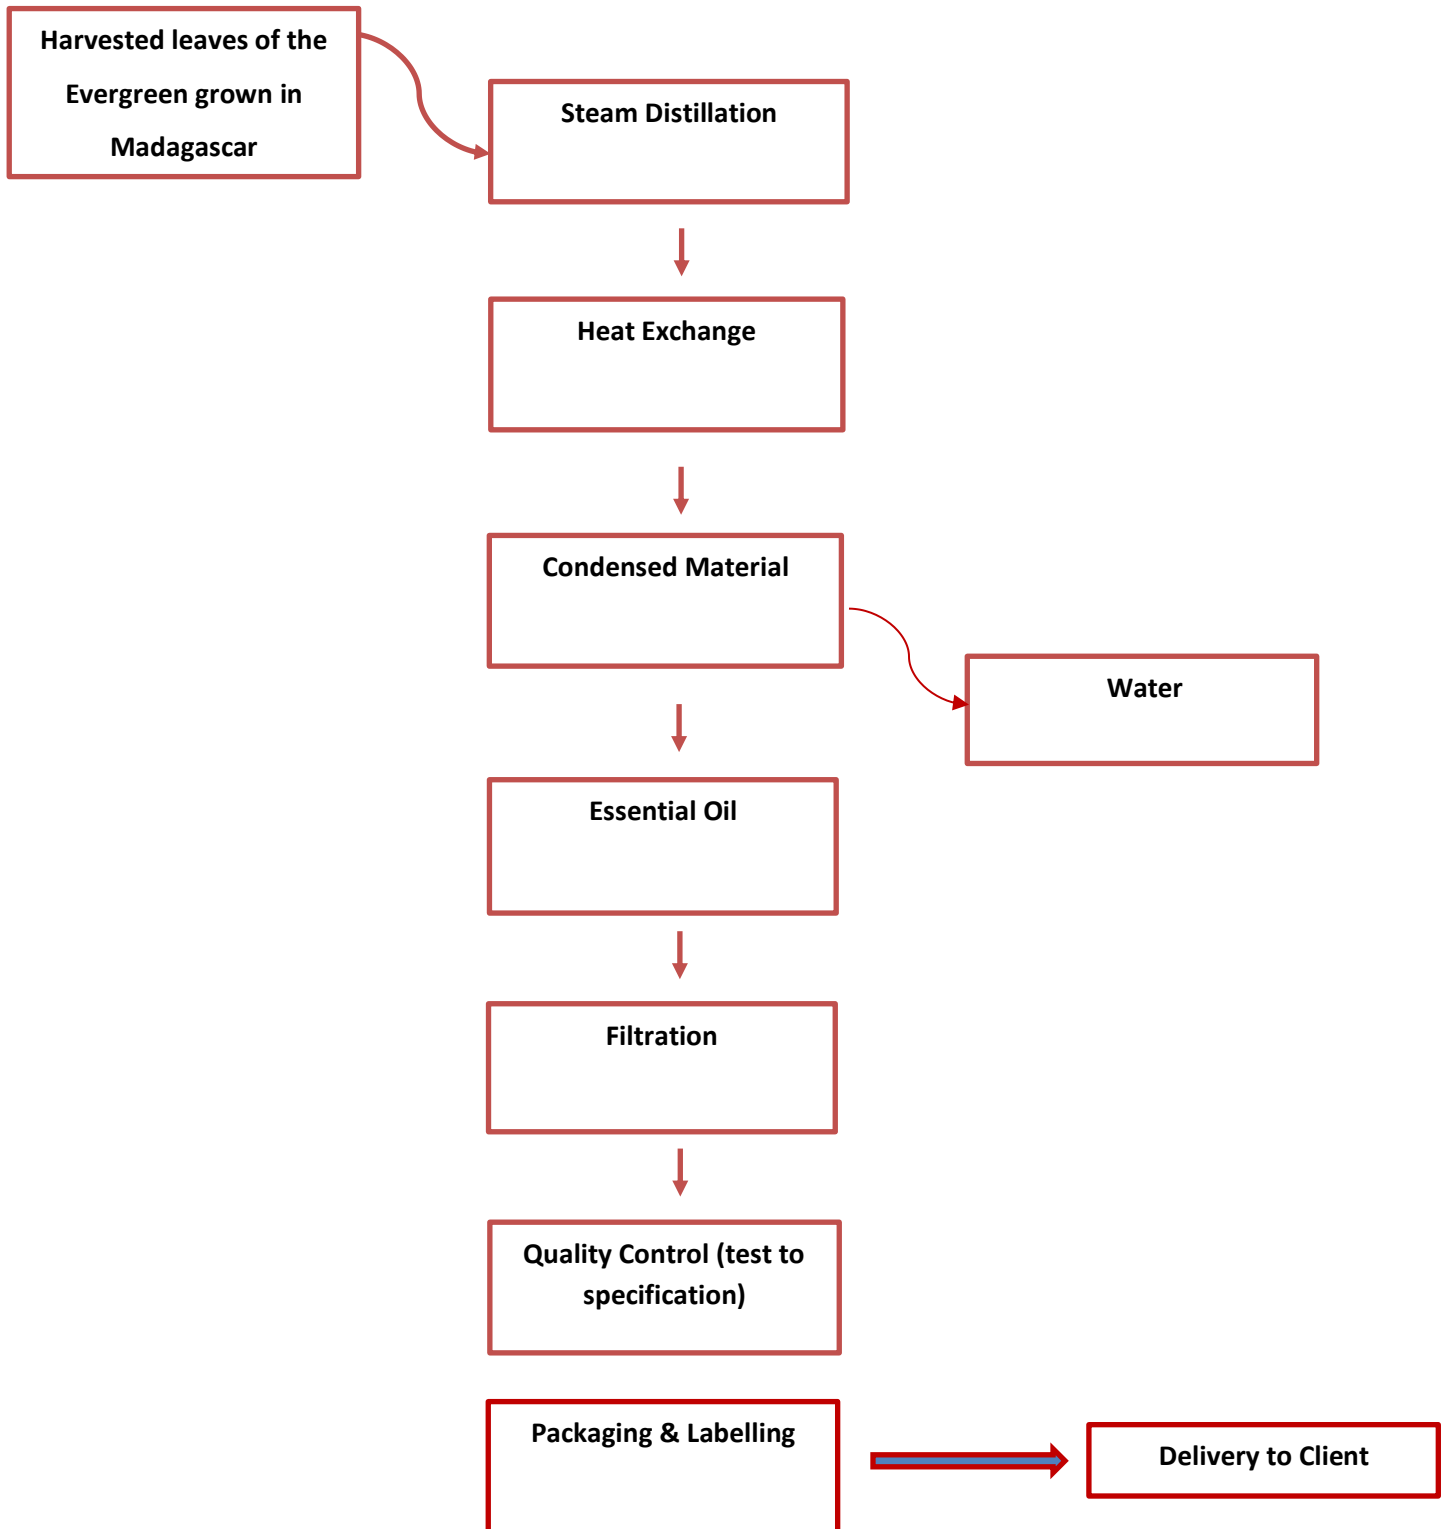 Harvested leaves of the
Evergreen grown in
Madagascar
Steam Distillation
Heat Exchange
Condensed Material
Water
Essential Oil
Filtration
Quality Control (test to
specification)
Packaging & Labelling
Delivery to Client